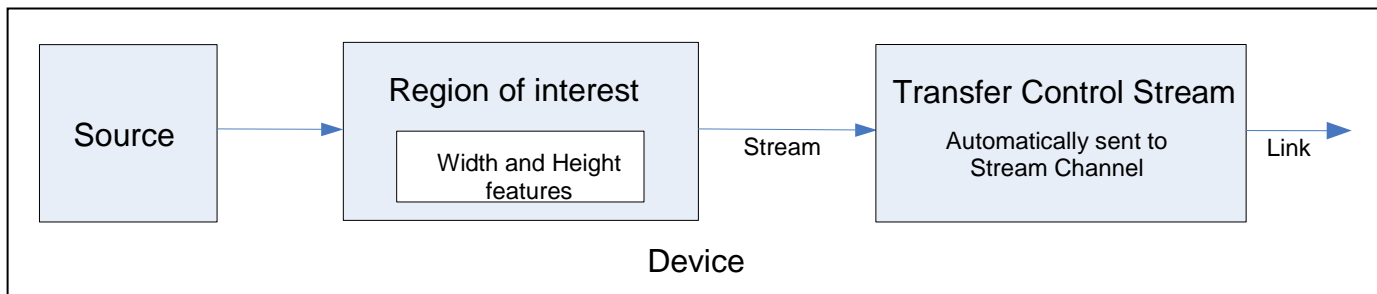 Source
Region of interest
Width and Height
features
Stream
Transfer Control Stream
Automatically sent to
Stream Channel
Link
Device